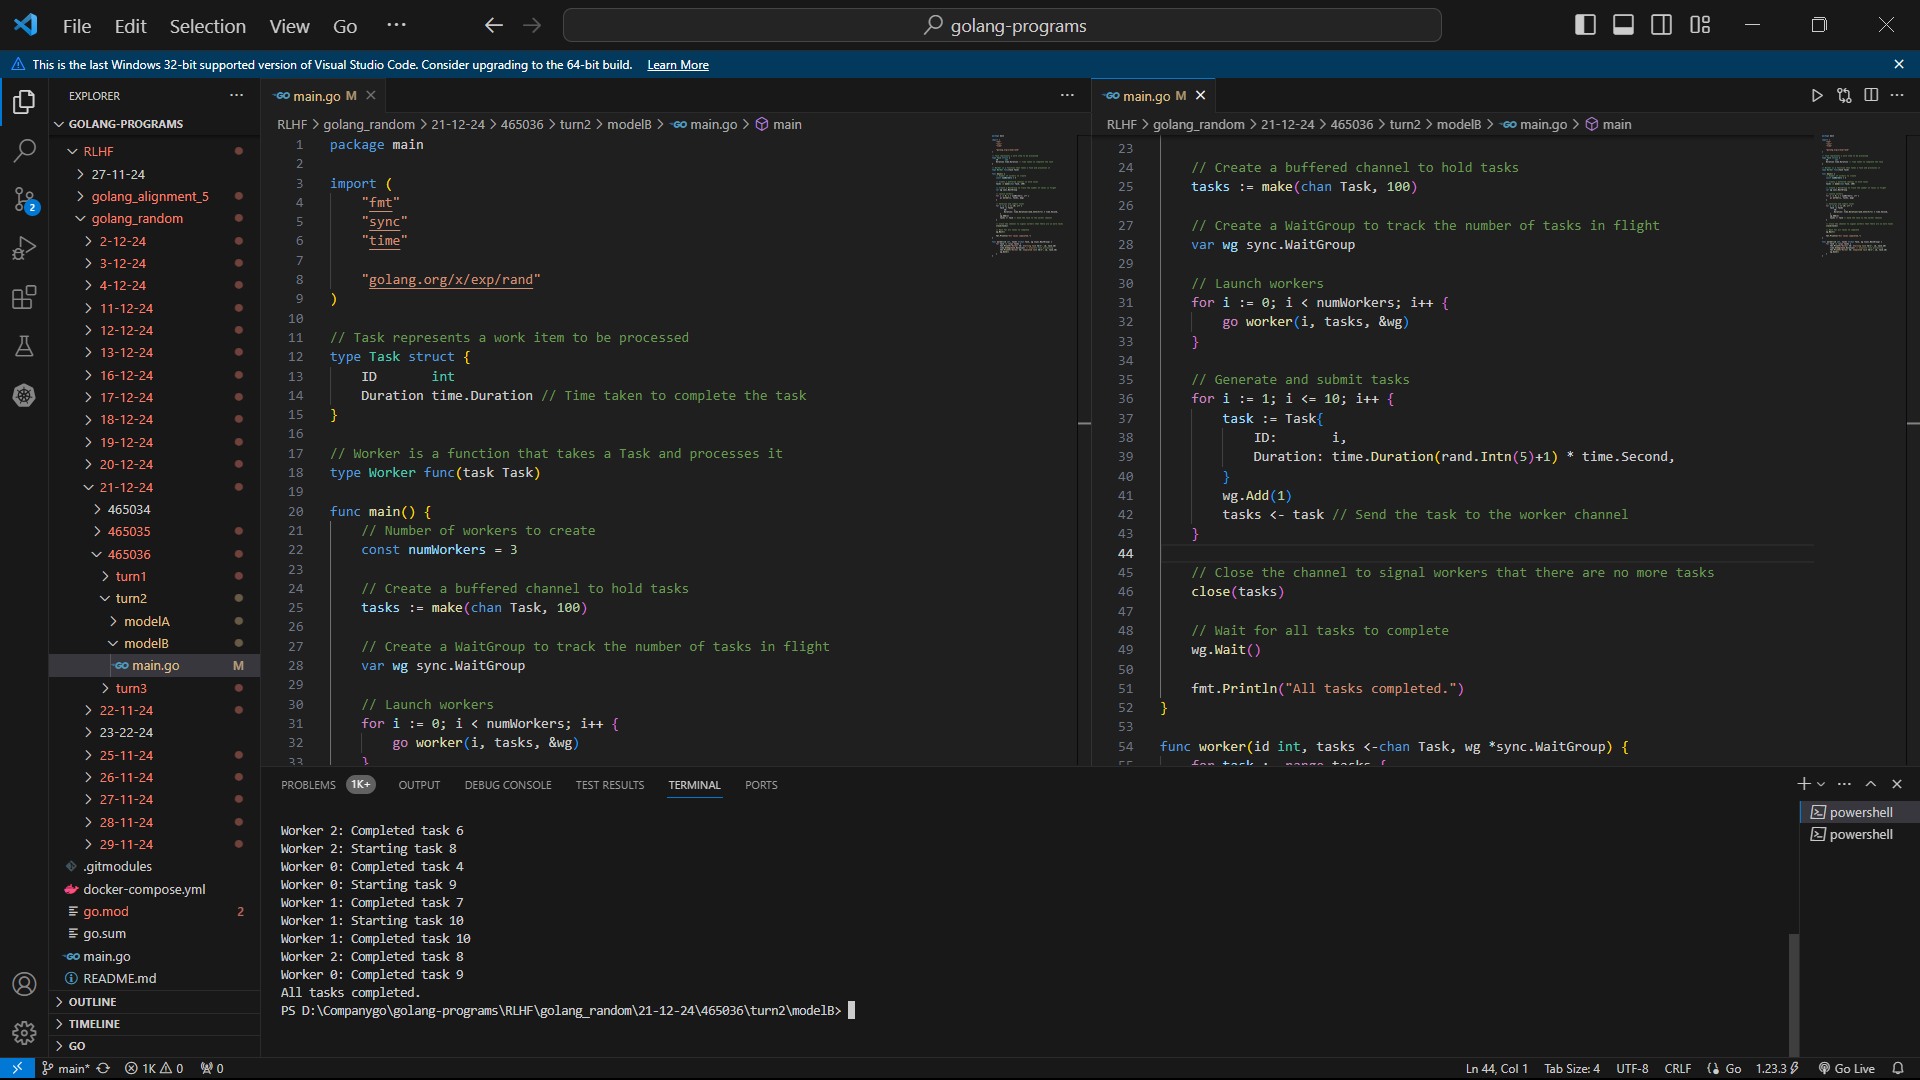 File Edit Selection View Go ··· golang-programs
This is the last Windows 32-bit supported version of Visual Studio Code. Consider upgrading to the 64-bit build. Learn More
EXPLORER
GOLANG-PROGRAMS
RLHF
27-11-24
golang_alignment_5
golang_random
2-12-24
3-12-24
4-12-24
11-12-24
12-12-24
13-12-24
16-12-24
17-12-24
18-12-24
19-12-24
20-12-24
21-12-24
465034
465035
465036
turn1
turn2
modelA
modelB
main.go M
turn3
22-11-24
23-22-24
25-11-24
26-11-24
27-11-24
28-11-24
29-11-24
.gitmodules
docker-compose.yml
go.mod 2
go.sum
main.go
README.md
OUTLINE
TIMELINE
GO
2
main.go M
RLHF > golang_random > 21-12-24 > 465036 > turn2 > modelB > main.go > main
1 package main
2
3 import (
4 "fmt"
5 "sync"
6 "time"
7
8 "golang.org/x/exp/rand"
9 )
10
11 // Task represents a work item to be processed
12 type Task struct {
13 ID int
14 Duration time.Duration // Time taken to complete the task
15 }
16
17 // Worker is a function that takes a Task and processes it
18 type Worker func(task Task)
19
20 func main() {
21 // Number of workers to create
22 const numWorkers = 3
23
24 // Create a buffered channel to hold tasks
25 tasks := make(chan Task, 100)
26
27 // Create a WaitGroup to track the number of tasks in flight
28 var wg sync.WaitGroup
29
30 // Launch workers
31 for i := 0; i < numWorkers; i++ {
32 go worker(i, tasks, &wg)
33 }
main.go M
RLHF > golang_random > 21-12-24 > 465036 > turn2 > modelB > main.go > main
23
24 // Create a buffered channel to hold tasks
25 tasks := make(chan Task, 100)
26
27 // Create a WaitGroup to track the number of tasks in flight
28 var wg sync.WaitGroup
29
30 // Launch workers
31 for i := 0; i < numWorkers; i++ {
32 go worker(i, tasks, &wg)
33 }
34
35 // Generate and submit tasks
36 for i := 1; i <= 10; i++ {
37 task := Task{
38 ID: i,
39 Duration: time.Duration(rand.Intn(5)+1) * time.Second,
40 }
41 wg.Add(1)
42 tasks <- task // Send the task to the worker channel
43 }
44
45 // Close the channel to signal workers that there are no more tasks
46 close(tasks)
47
48 // Wait for all tasks to complete
49 wg.Wait()
50
51 fmt.Println("All tasks completed.")
52 }
53
54 func worker(id int, tasks <-chan Task, wg *sync.WaitGroup) {
55 for task := range tasks {
PROBLEMS 1K+ OUTPUT DEBUG CONSOLE TEST RESULTS TERMINAL PORTS
Worker 2: Completed task 6
Worker 2: Starting task 8
Worker 0: Completed task 4
Worker 0: Starting task 9
Worker 1: Completed task 7
Worker 1: Starting task 10
Worker 1: Completed task 10
Worker 2: Completed task 8
Worker 0: Completed task 9
All tasks completed.
PS D:\Companygo\golang-programs\RLHF\golang_random\21-12-24\465036\turn2\modelB>
powershell
powershell
main* 1K 0 0 Ln 44, Col 1 Tab Size: 4 UTF-8 CRLF Go 1.23.3 Go Live